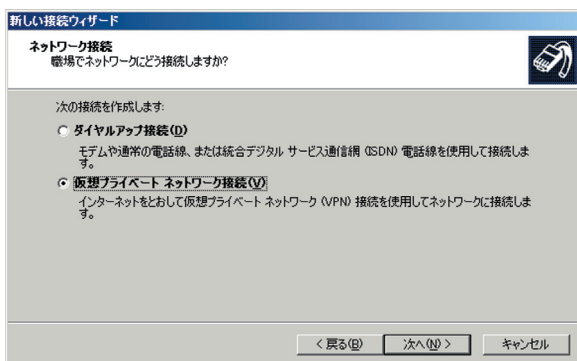 新しい接続ウィザード
ネットワーク接続
職場でネットワークにどう接続しますか?
次の接続を作成します:
ダイヤルアップ接続(D)
モデムや通常の電話線、または統合デジタル サービス通信網 (ISDN) 電話線を使用して接続しま
す。
仮想プライベート ネットワーク接続(V)
インターネットをとおして仮想プライベート ネットワーク (VPN) 接続を使用してネットワークに接続しま
す。
< 戻る(B) 次へ(N) > キャンセル